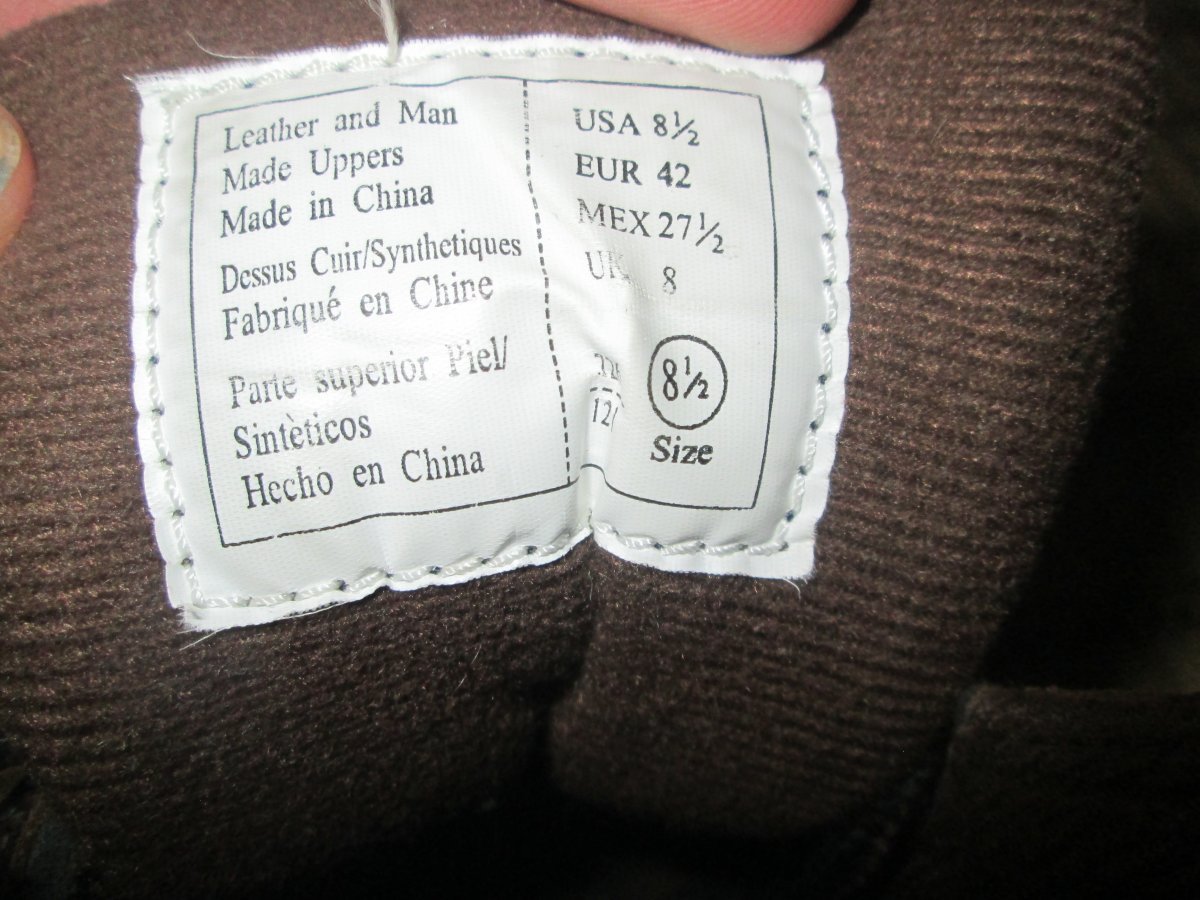 Leather and Man
Made Uppers
Made in China
Dessus Cuir/Synthetiques
Fabriqué en Chine
Parte superior Piel/
Sintèticos
Hecho en China
USA 8½
EUR 42
MEX 27½
UK 8
8½
Size